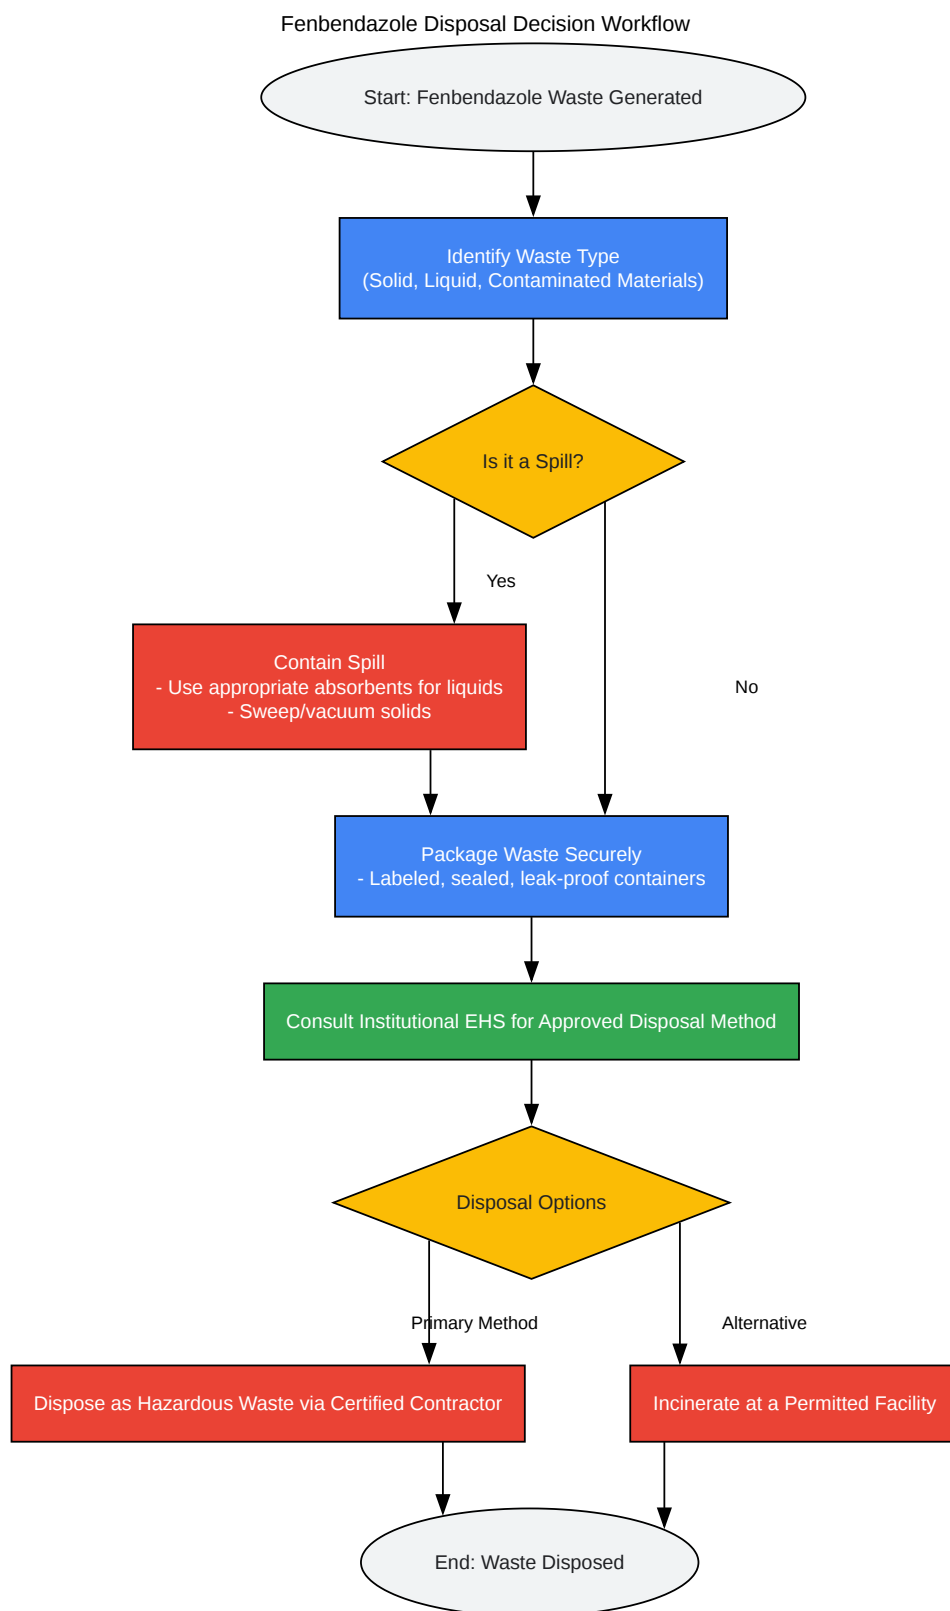 Fenbendazole Disposal Decision Workflow
Start: Fenbendazole Waste Generated
Identify Waste Type
(Solid, Liquid, Contaminated Materials)
Is it a Spill?
Yes
Contain Spill
- Use appropriate absorbents for liquids
- Sweep/vacuum solids
No
Package Waste Securely
- Labeled, sealed, leak-proof containers
Consult Institutional EHS for Approved Disposal Method
Disposal Options
Primary Method
Alternative
Dispose as Hazardous Waste via Certified Contractor
Incinerate at a Permitted Facility
End: Waste Disposed